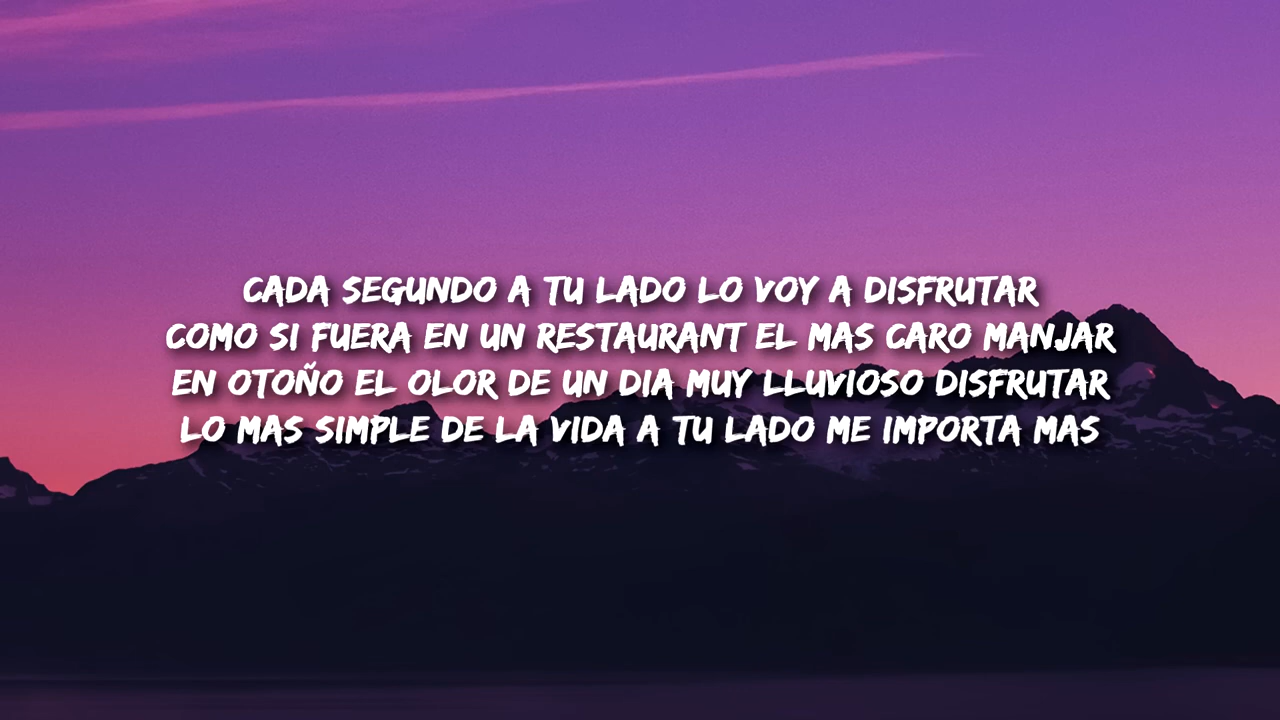 CADA SEGUNDO A TU LADO LO VOY A DISFRUTAR
COMO SI FUERA EN UN RESTAURANT EL MAS CARO MANJAR
EN OTOÑO EL OLOR DE UN DIA MUY LLUVIOSO DISFRUTAR
LO MAS SIMPLE DE LA VIDA A TU LADO ME IMPORTA MAS